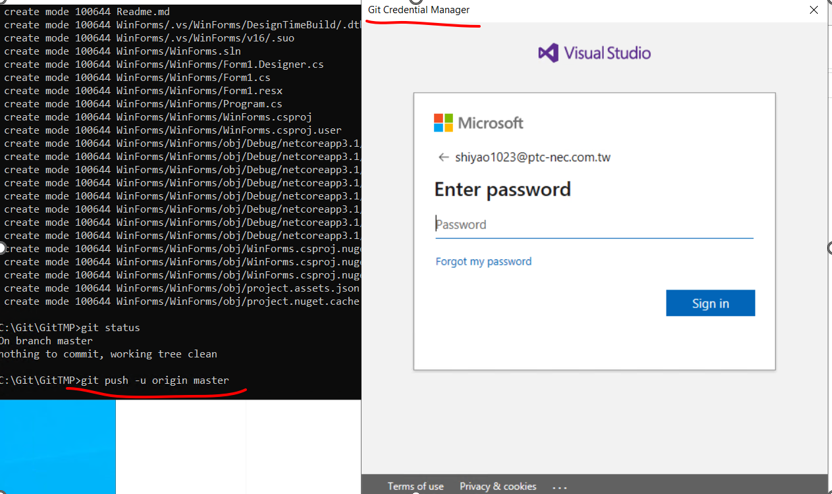 create mode 100644 Readme.md
create mode 100644 WinForms/.vs/WinForms/DesignTimeBuild/.dt
create mode 100644 WinForms/.vs/WinForms/v16/.suo
create mode 100644 WinForms/WinForms.sln
create mode 100644 WinForms/WinForms/Form1.Designer.cs
create mode 100644 WinForms/WinForms/Form1.cs
create mode 100644 WinForms/WinForms/Form1.resx
create mode 100644 WinForms/WinForms/Program.cs
create mode 100644 WinForms/WinForms/WinForms.csproj
create mode 100644 WinForms/WinForms/WinForms.csproj.user
create mode 100644 WinForms/WinForms/obj/Debug/netcoreapp3.1/
create mode 100644 WinForms/WinForms/obj/Debug/netcoreapp3.1/
create mode 100644 WinForms/WinForms/obj/Debug/netcoreapp3.1/
create mode 100644 WinForms/WinForms/obj/Debug/netcoreapp3.1/
create mode 100644 WinForms/WinForms/obj/Debug/netcoreapp3.1/
create mode 100644 WinForms/WinForms/obj/Debug/netcoreapp3.1/
create mode 100644 WinForms/WinForms/obj/Debug/netcoreapp3.1/
create mode 100644 WinForms/WinForms/obj/Debug/netcoreapp3.1/
create mode 100644 WinForms/WinForms/obj/WinForms.csproj.nug
create mode 100644 WinForms/WinForms/obj/WinForms.csproj.nug
create mode 100644 WinForms/WinForms/obj/WinForms.csproj.nug
create mode 100644 WinForms/WinForms/obj/project.assets.json
create mode 100644 WinForms/WinForms/obj/project.nuget.cache
C:\Git\GitTMP>git status
On branch master
nothing to commit, working tree clean
C:\Git\GitTMP>git push -u origin master
Git Credential Manager
Visual Studio
Microsoft
shiyao1023@ptc-nec.com.tw
Enter password
Password
Forgot my password
Sign in
Terms of use Privacy & cookies ...